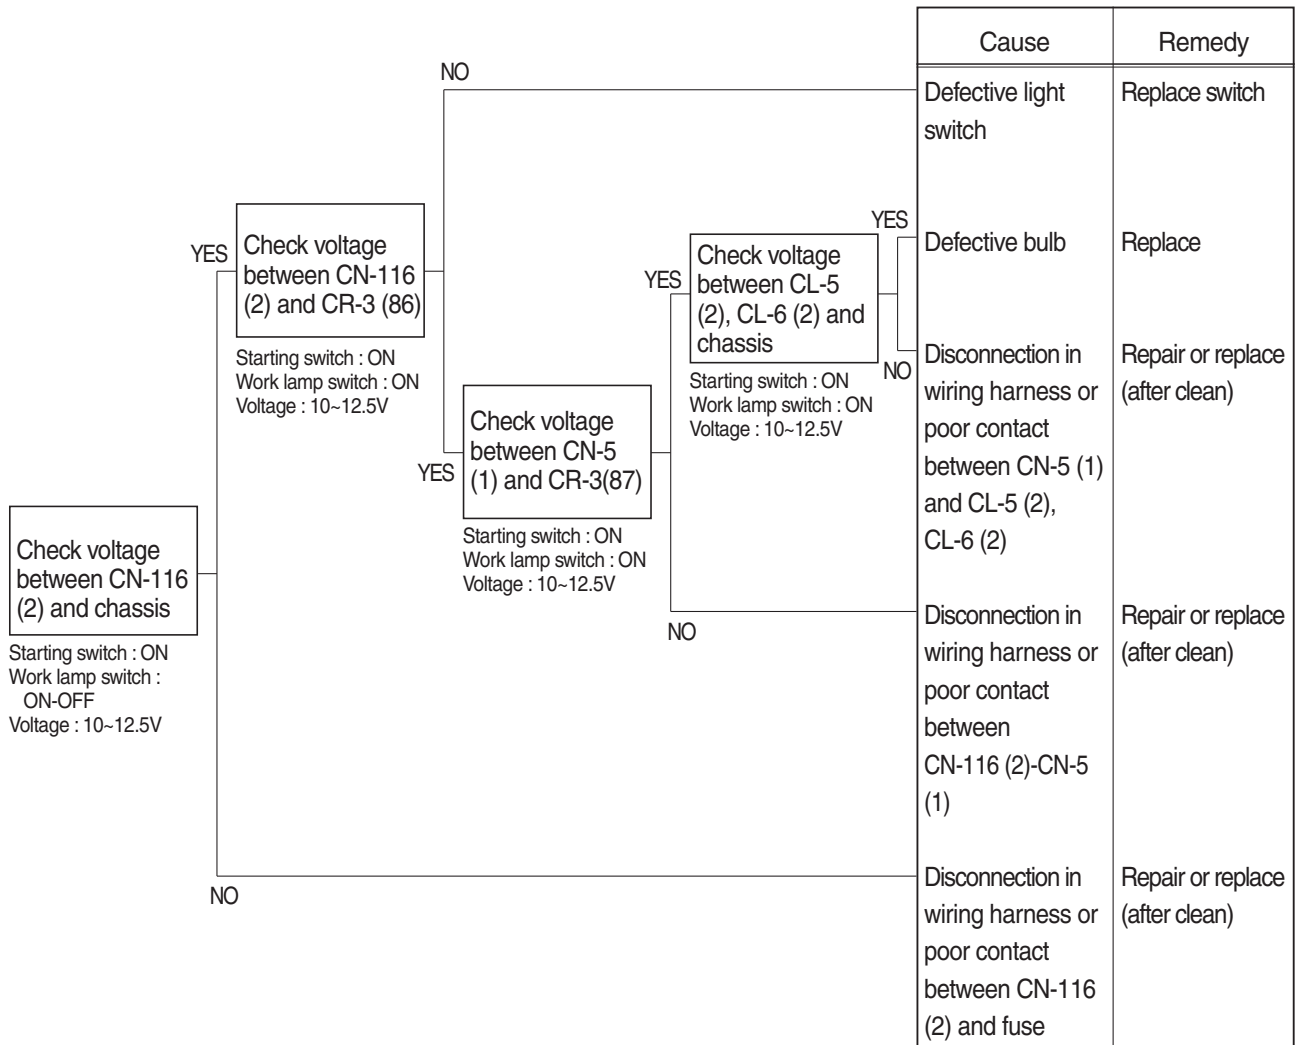 Cause
Remedy
NO
Defective light
switch
Replace switch
YES
Check voltage
between CN-116
(2) and CR-3 (86)
Starting switch : ON
Work lamp switch : ON
Voltage : 10~12.5V
YES
Check voltage
between CL-5
(2), CL-6 (2) and
chassis
Starting switch : ON
Work lamp switch : ON
Voltage : 10~12.5V
YES
Defective bulb
Replace
NO
Disconnection in
wiring harness or
poor contact
between CN-5 (1)
and CL-5 (2),
CL-6 (2)
Repair or replace
(after clean)
YES
Check voltage
between CN-5
(1) and CR-3(87)
Starting switch : ON
Work lamp switch : ON
Voltage : 10~12.5V
Check voltage
between CN-116
(2) and chassis
Starting switch : ON
Work lamp switch :
ON-OFF
Voltage : 10~12.5V
NO
Disconnection in
wiring harness or
poor contact
between
CN-116 (2)-CN-5
(1)
Repair or replace
(after clean)
NO
Disconnection in
wiring harness or
poor contact
between CN-116
(2) and fuse
Repair or replace
(after clean)